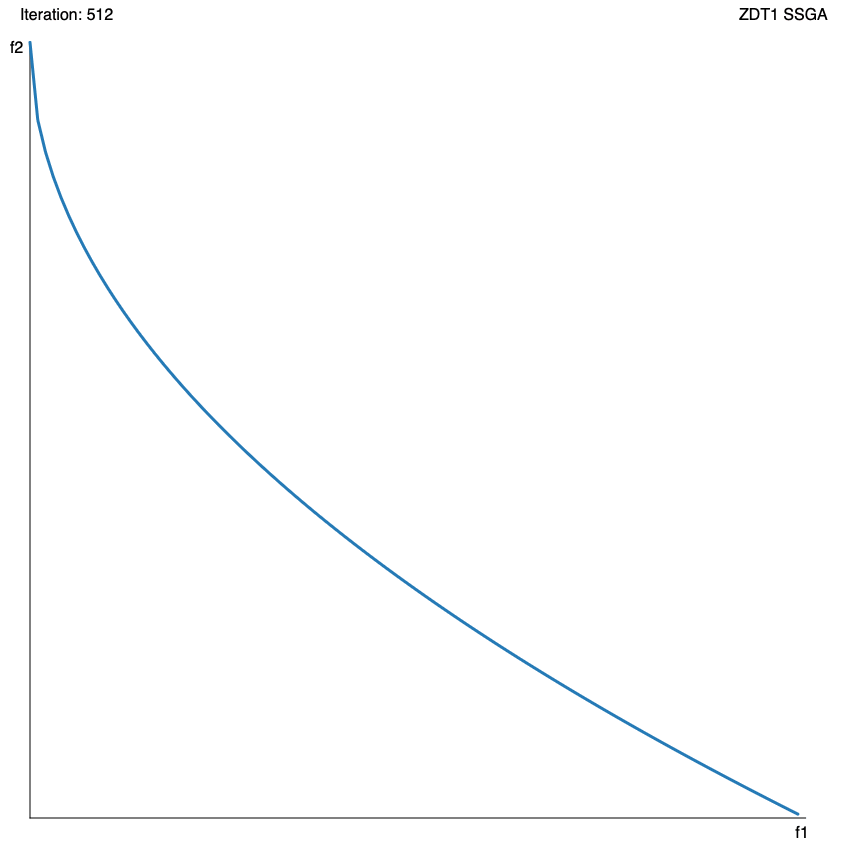 Iteration: 512
ZDT1 SSGA
f2
f1